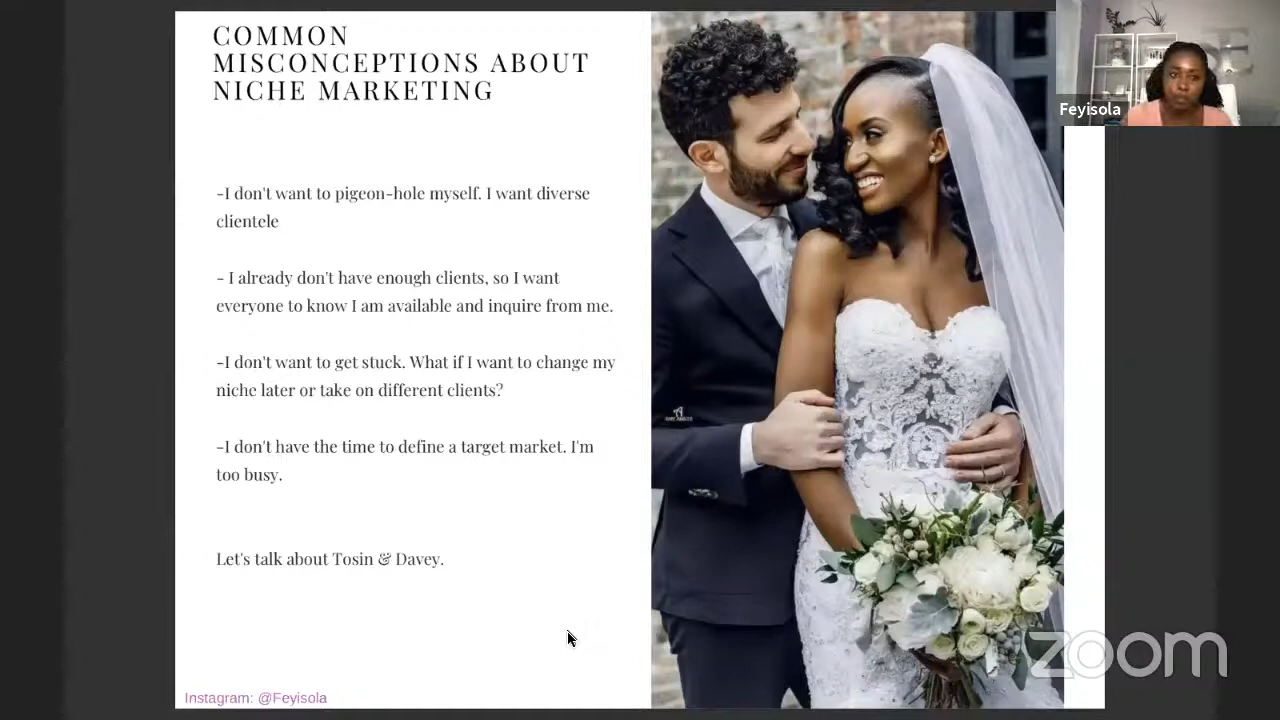 COMMON
MISCONCEPTIONS ABOUT
NICHE MARKETING
-I don't want to pigeon-hole myself. I want diverse
clientele
- I already don't have enough clients, so I want
everyone to know I am available and inquire from me.
-I don't want to get stuck. What if I want to change my
niche later or take on different clients?
-I don't have the time to define a target market. I'm
too busy.
Let's talk about Tosin & Davey.
Instagram: @Feyisola
Feyisola
zoom